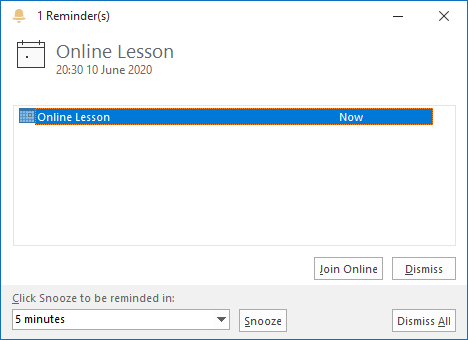 1 Reminder(s)
Online Lesson
20:30 10 June 2020
Online Lesson Now
Join Online Dismiss
Click Snooze to be reminded in:
5 minutes Snooze Dismiss All